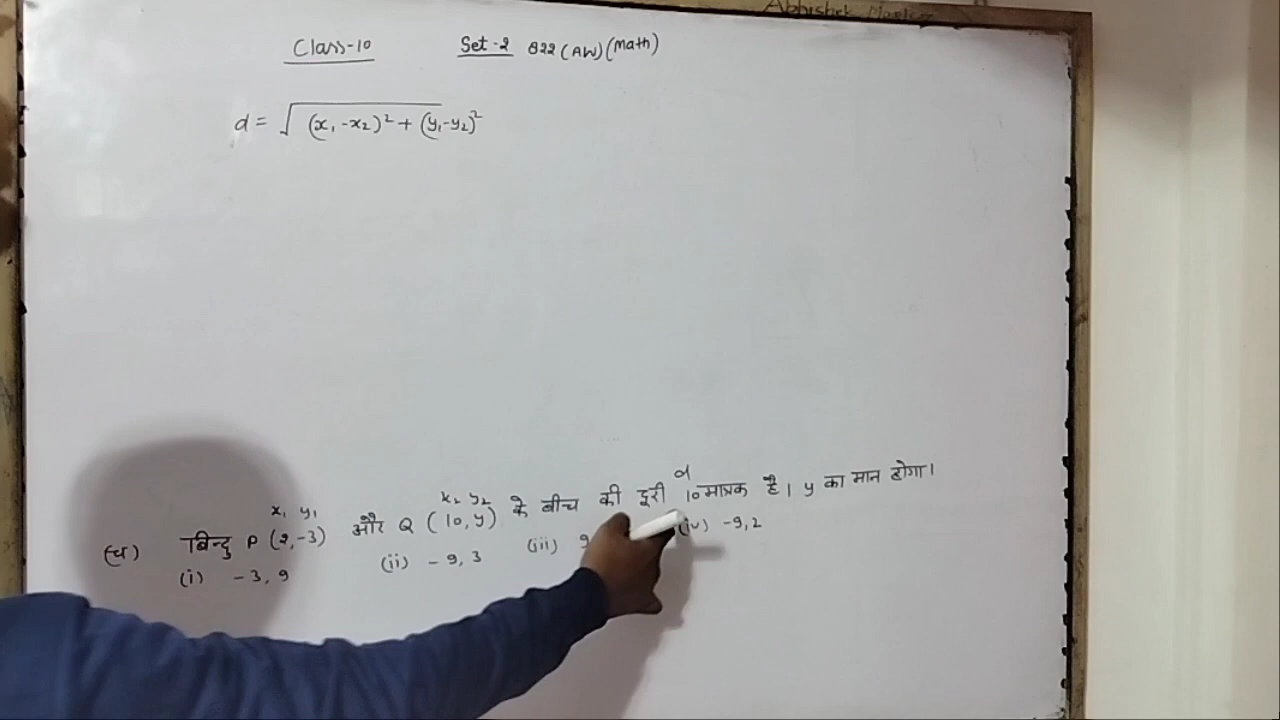 Abhishek
Class-10 Set-2 822 (AW) (Math)
d = √(x₁-x₂)² + (y₁-y₂)²
(च) बिन्दु P (2,-3) और Q (10, y) के बीच की दूरी 10 मात्रक है। y का मान होगा।
x₁ y₁ x₂ y₂ d
(i) -3, 9 (ii) -9, 3 (iii) 9 (iv) -9, 2